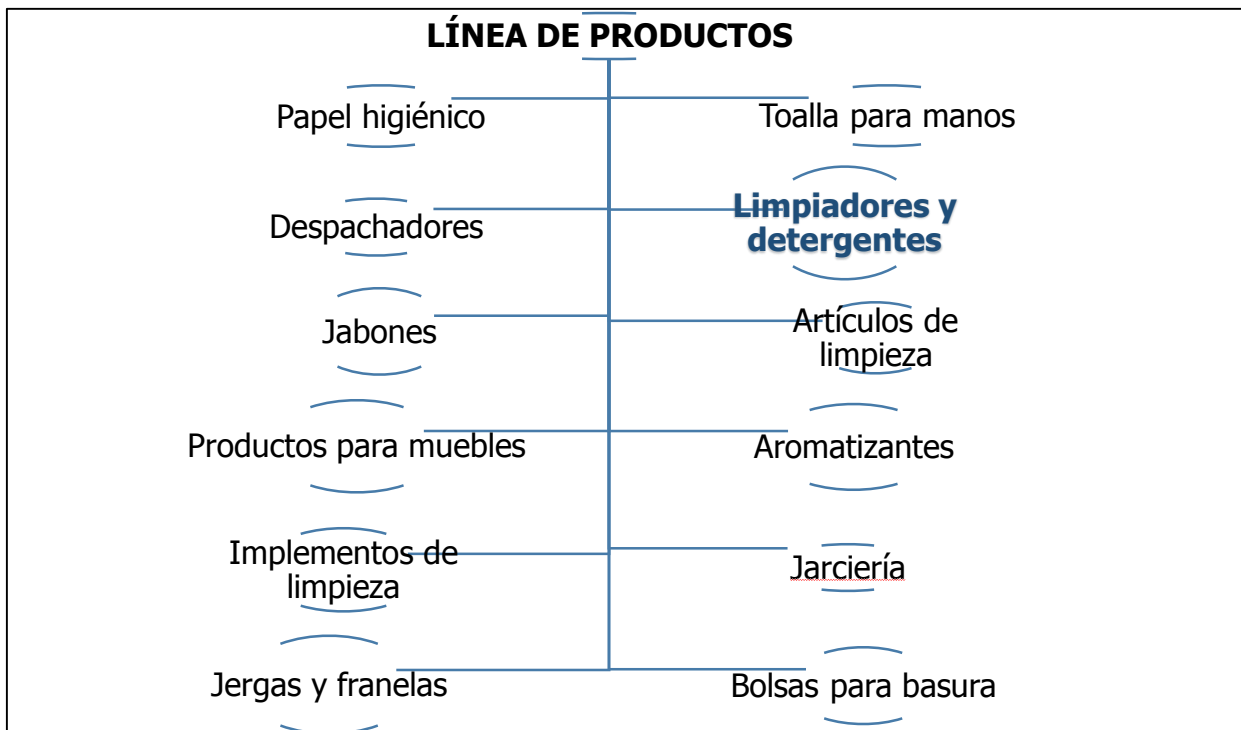 LÍNEA DE PRODUCTOS
Papel higiénico
Toalla para manos
Despachadores
Limpiadores y
detergentes
Jabones
Artículos de
limpieza
Productos para muebles
Aromatizantes
Implementos de
limpieza
Jarciería
Jergas y franelas
Bolsas para basura